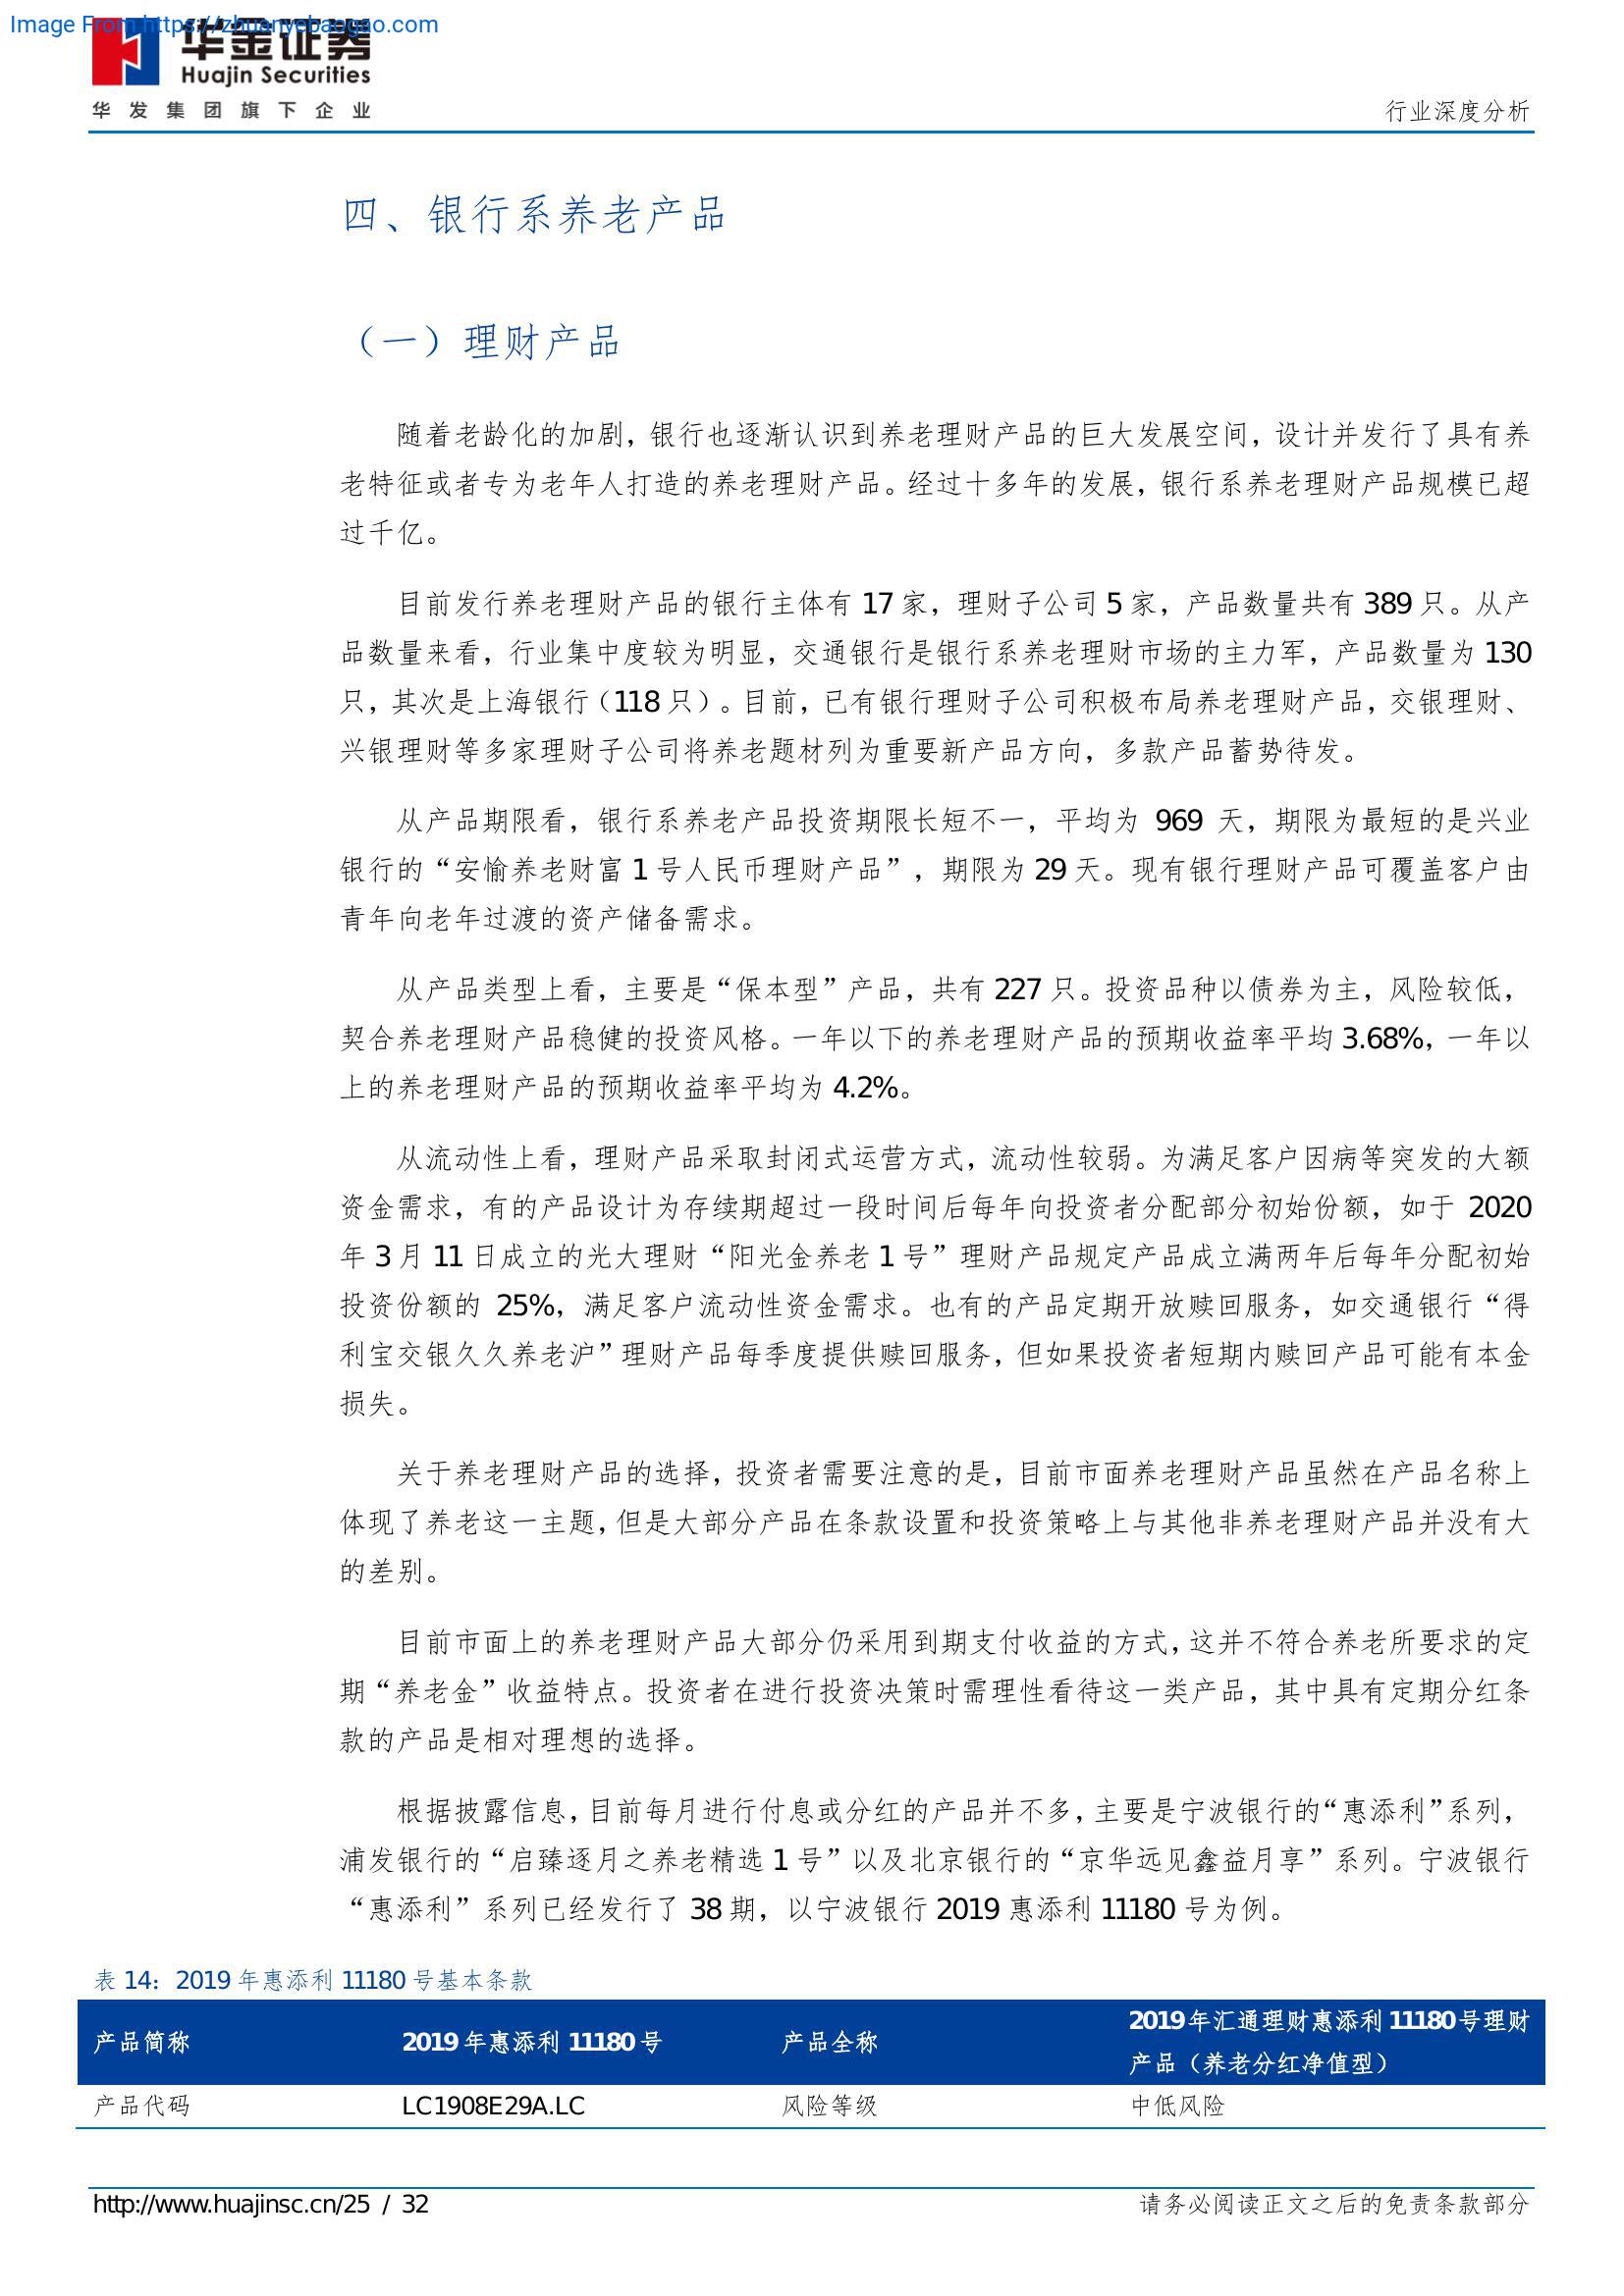 Image From https://zhuanyebaogao.com
华金证券
Huajin Securities
华发集团旗下企业
行业深度分析
四、银行系养老产品
（一）理财产品
随着老龄化的加剧，银行也逐渐认识到养老理财产品的巨大发展空间，设计并发行了具有养
老特征或者专为老年人打造的养老理财产品。经过十多年的发展，银行系养老理财产品规模已超
过千亿。
目前发行养老理财产品的银行主体有 17 家，理财子公司 5 家，产品数量共有 389 只。从产
品数量来看，行业集中度较为明显，交通银行是银行系养老理财市场的主力军，产品数量为 130
只，其次是上海银行（118 只）。目前，已有银行理财子公司积极布局养老理财产品，交银理财、
兴银理财等多家理财子公司将养老题材列为重要新产品方向，多款产品蓄势待发。
从产品期限看，银行系养老产品投资期限长短不一，平均为 969 天，期限为最短的是兴业
银行的“安愉养老财富 1 号人民币理财产品”，期限为 29 天。现有银行理财产品可覆盖客户由
青年向老年过渡的资产储备需求。
从产品类型上看，主要是“保本型”产品，共有 227 只。投资品种以债券为主，风险较低，
契合养老理财产品稳健的投资风格。一年以下的养老理财产品的预期收益率平均 3.68%，一年以
上的养老理财产品的预期收益率平均为 4.2%。
从流动性上看，理财产品采取封闭式运营方式，流动性较弱。为满足客户因病等突发的大额
资金需求，有的产品设计为存续期超过一段时间后每年向投资者分配部分初始份额，如于 2020
年 3 月 11 日成立的光大理财“阳光金养老 1 号”理财产品规定产品成立满两年后每年分配初始
投资份额的 25%，满足客户流动性资金需求。也有的产品定期开放赎回服务，如交通银行“得
利宝交银久久养老沪”理财产品每季度提供赎回服务，但如果投资者短期内赎回产品可能有本金
损失。
关于养老理财产品的选择，投资者需要注意的是，目前市面养老理财产品虽然在产品名称上
体现了养老这一主题，但是大部分产品在条款设置和投资策略上与其他非养老理财产品并没有大
的差别。
目前市面上的养老理财产品大部分仍采用到期支付收益的方式，这并不符合养老所要求的定
期“养老金”收益特点。投资者在进行投资决策时需理性看待这一类产品，其中具有定期分红条
款的产品是相对理想的选择。
根据披露信息，目前每月进行付息或分红的产品并不多，主要是宁波银行的“惠添利”系列，
浦发银行的“启臻逐月之养老精选 1 号”以及北京银行的“京华远见鑫益月享”系列。宁波银行
“惠添利”系列已经发行了 38 期，以宁波银行 2019 惠添利 11180 号为例。
表 14：2019 年惠添利 11180 号基本条款
产品简称 2019 年惠添利 11180 号 产品全称 2019 年汇通理财惠添利 11180 号理财
产品（养老分红净值型）
产品代码 LC1908E29A.LC 风险等级 中低风险
http://www.huajinsc.cn/25 / 32 请务必阅读正文之后的免责条款部分